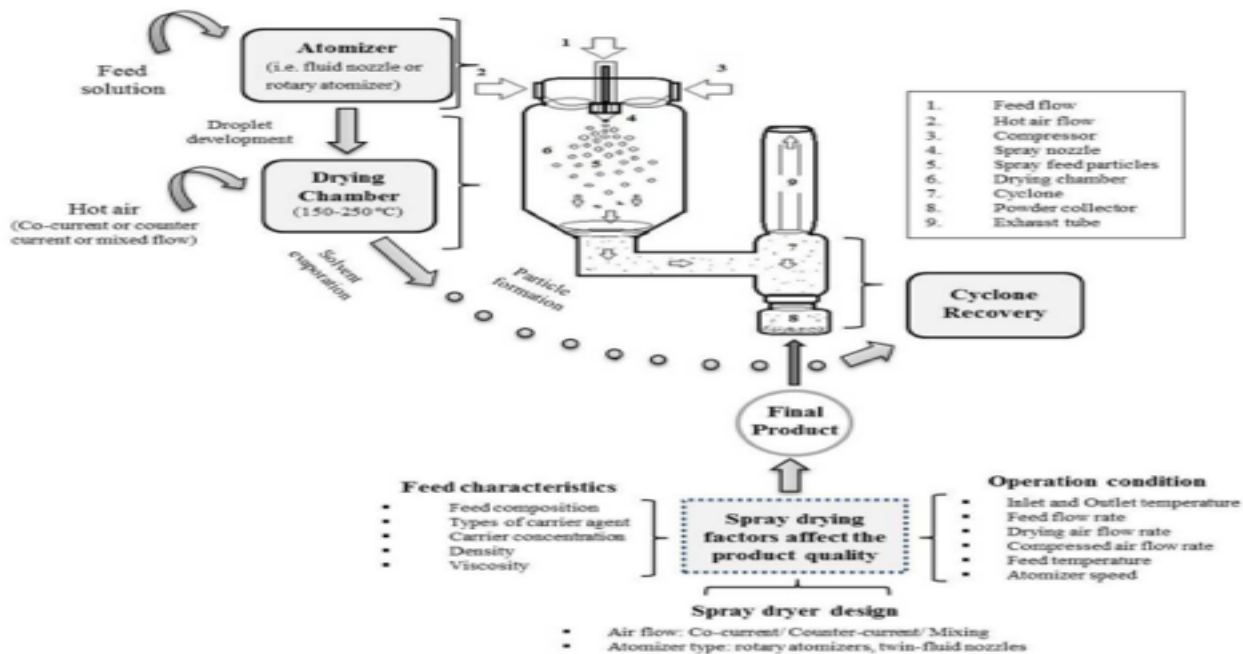 Atomizer
(i.e. fluid nozzle or
rotary atomizer)
Feed
solution
Droplet
development
Drying
Chamber
(150-250°C)
Hot air
(Co-current or counter
current or mixed flow)
Solvent
evaporation
Particle
formation
1
2
3
4
5
6
7
8
9
1. Feed flow
2. Hot air flow
3. Compressor
4. Spray nozzle
5. Spray feed particles
6. Drying chamber
7. Cyclone
8. Powder collector
9. Exhaust tube
Cyclone
Recovery
Final
Product
Feed characteristics
▪ Feed composition
▪ Types of carrier agent
▪ Carrier concentration
▪ Density
▪ Viscosity
Spray drying
factors affect the
product quality
Operation condition
▪ Inlet and Outlet temperature
▪ Feed flow rate
▪ Drying air flow rate
▪ Compressed air flow rate
▪ Feed temperature
▪ Atomizer speed
Spray dryer design
▪ Air flow: Co-current/ Counter-current/ Mixing
▪ Atomizer type: rotary atomizers, twin-fluid nozzles